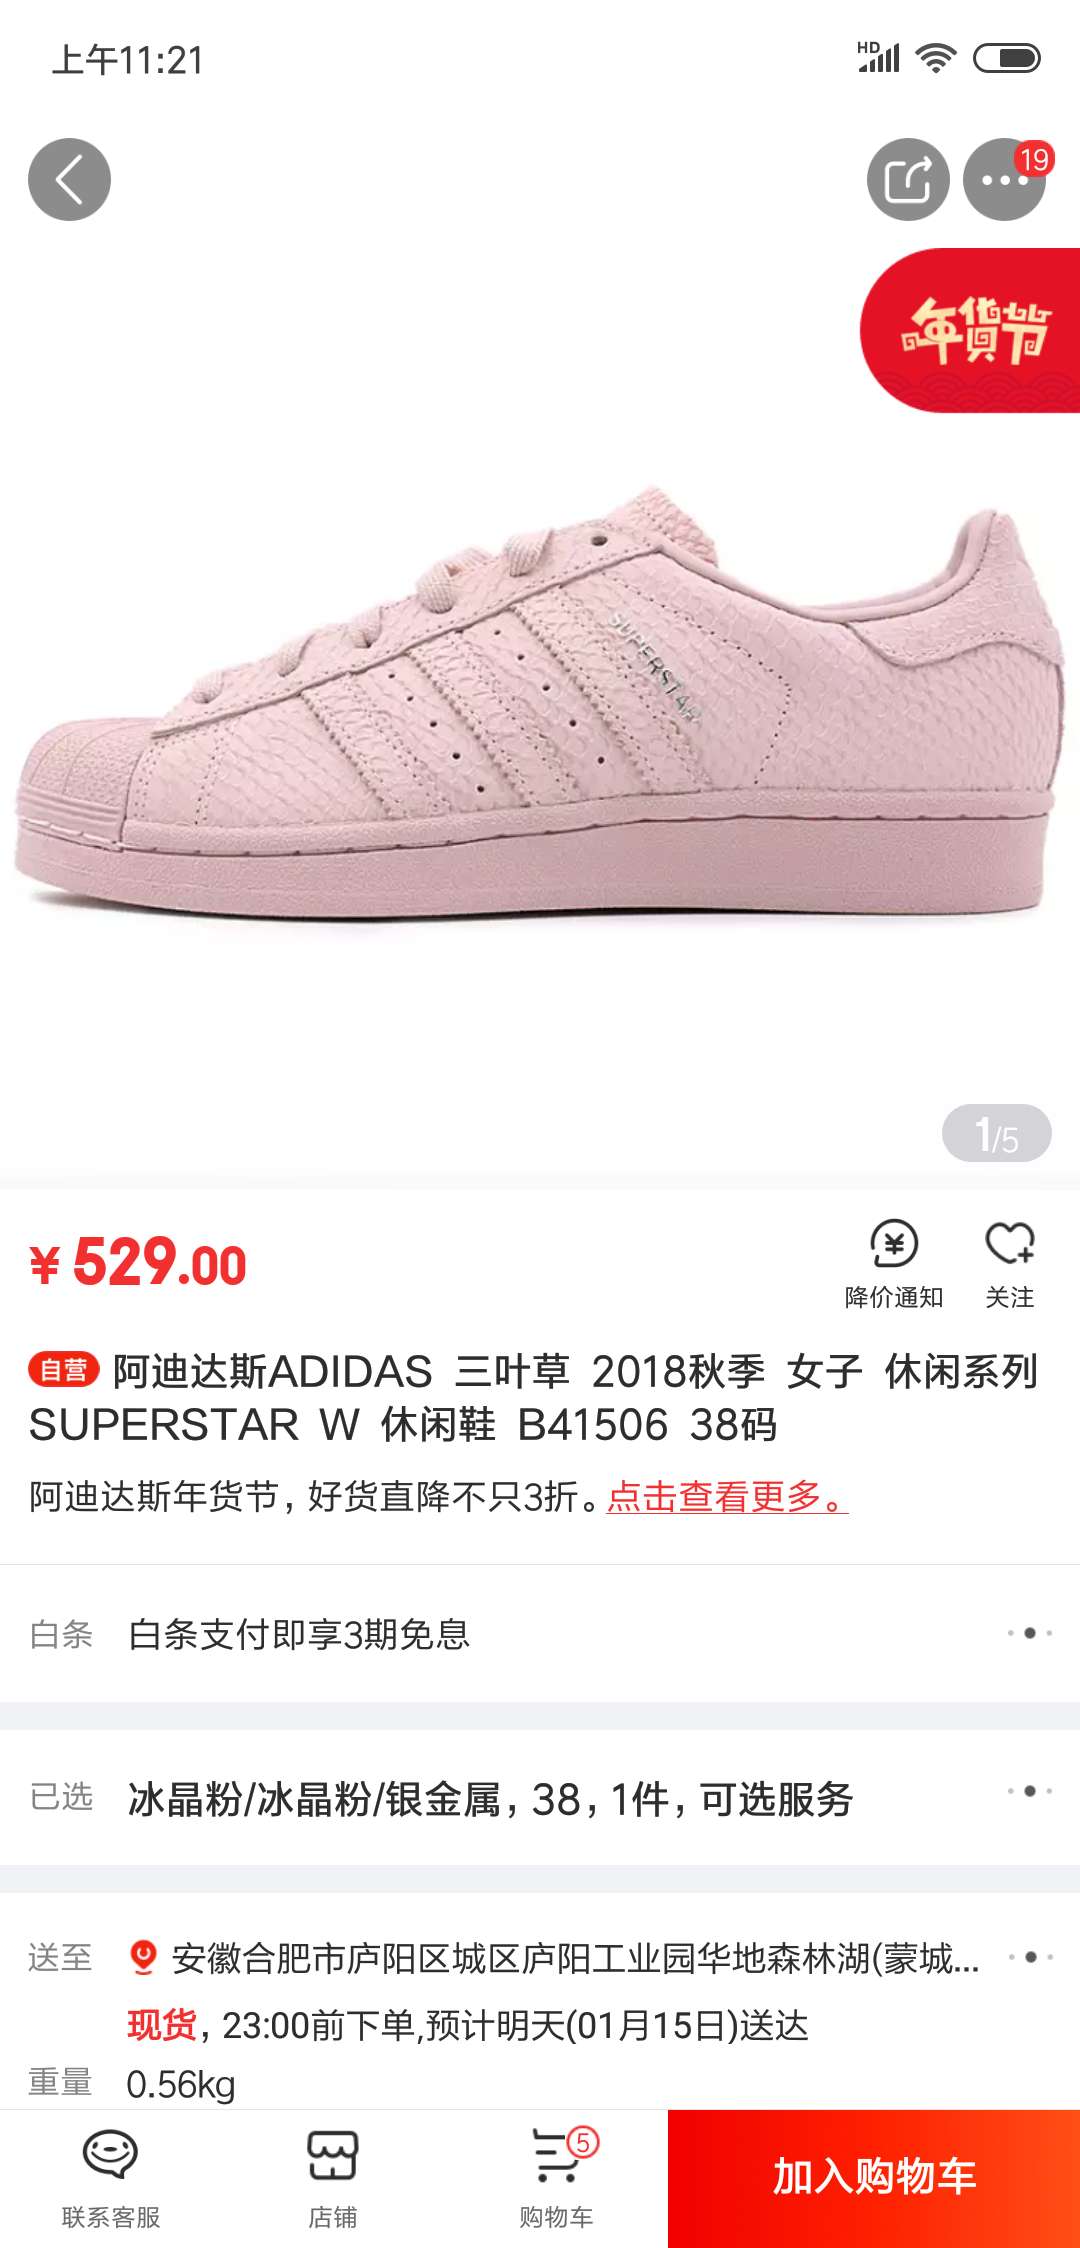 上午11:21
HD
19
年货节
SUPERSTAR
1/5
¥529.00
降价通知
关注
自营 阿迪达斯ADIDAS 三叶草 2018秋季 女子 休闲系列
SUPERSTAR W 休闲鞋 B41506 38码
阿迪达斯年货节，好货直降不只3折。点击查看更多。
白条 白条支付即享3期免息
已选 冰晶粉/冰晶粉/银金属，38，1件，可选服务
送至 安徽合肥市庐阳区城区庐阳工业园华地森林湖(蒙城...
现货，23:00前下单,预计明天(01月15日)送达
重量 0.56kg
5
联系客服
店铺
购物车
加入购物车